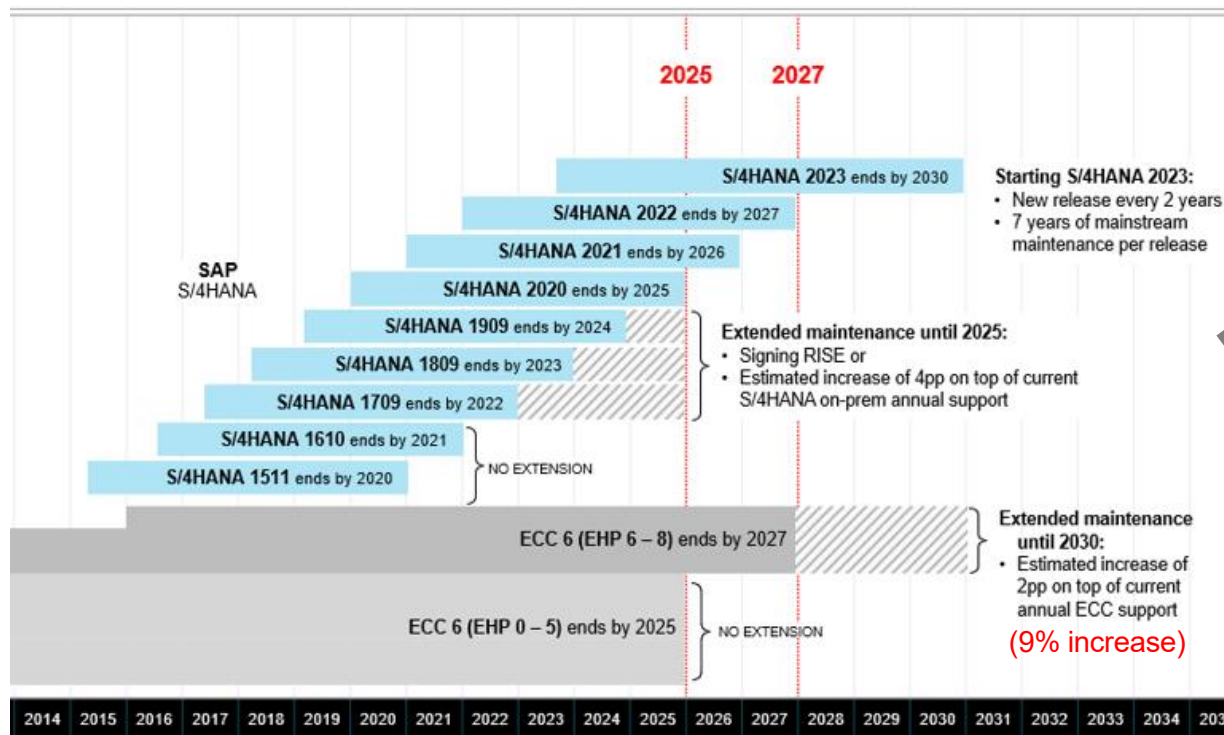 2025
2027
S/4HANA 2023 ends by 2030
S/4HANA 2022 ends by 2027
S/4HANA 2021 ends by 2026
S/4HANA 2020 ends by 2025
S/4HANA 1909 ends by 2024
S/4HANA 1809 ends by 2023
S/4HANA 1709 ends by 2022
S/4HANA 1610 ends by 2021
S/4HANA 1511 ends by 2020
SAP
S/4HANA
Starting S/4HANA 2023:
• New release every 2 years
• 7 years of mainstream
maintenance per release
Extended maintenance until 2025:
• Signing RISE or
• Estimated increase of 4pp on top of current
S/4HANA on-prem annual support
NO EXTENSION
ECC 6 (EHP 6 – 8) ends by 2027
Extended maintenance
until 2030:
• Estimated increase of
2pp on top of current
annual ECC support
(9% increase)
ECC 6 (EHP 0 – 5) ends by 2025
NO EXTENSION
2014 2015 2016 2017 2018 2019 2020 2021 2022 2023 2024 2025 2026 2027 2028 2029 2030 2031 2032 2033 2034